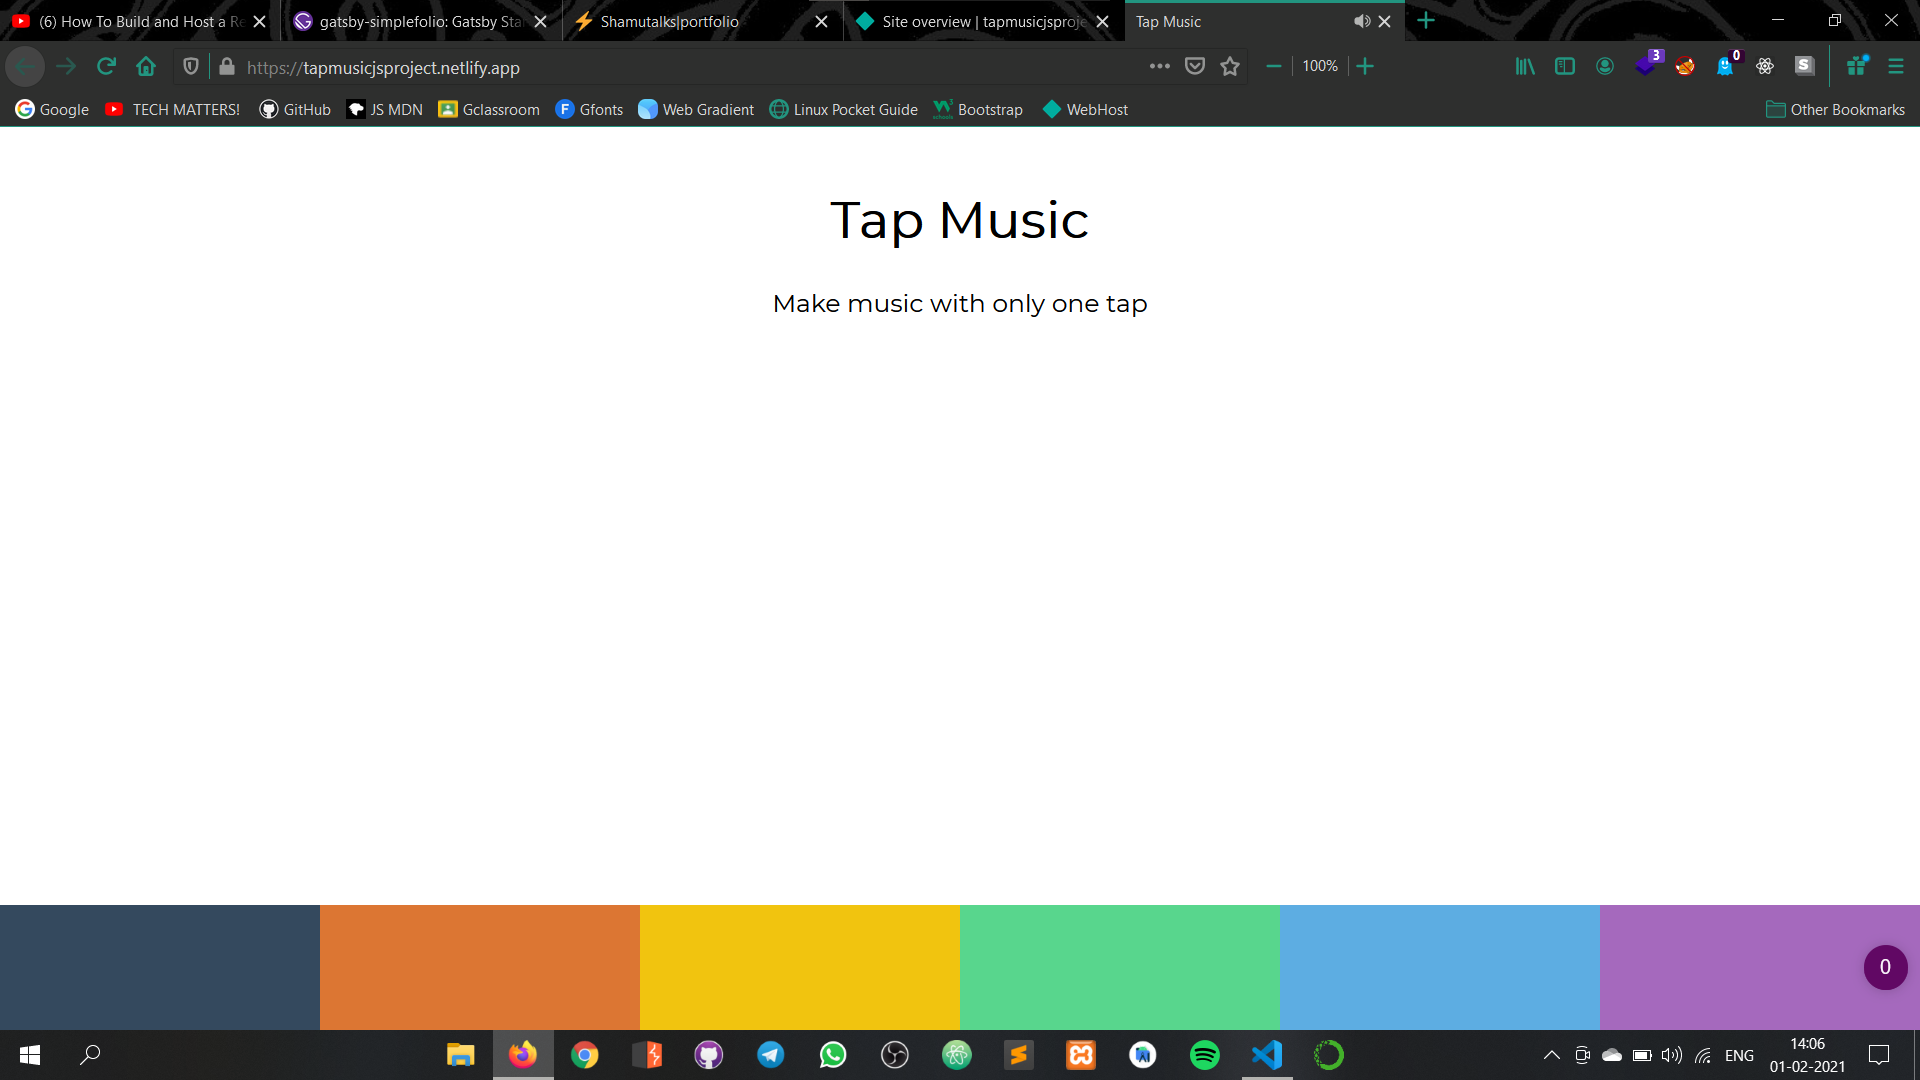 (6) How To Build and Host a Re
gatsby-simplefolio: Gatsby Sta
Shamutalks|portfolio
Site overview | tapmusicjsproje
Tap Music
https://tapmusicjsproject.netlify.app
100%
3
0
S
Google
TECH MATTERS!
GitHub
JS MDN
Gclassroom
F Gfonts
Web Gradient
Linux Pocket Guide
Bootstrap
WebHost
Other Bookmarks
Tap Music
Make music with only one tap
0
ENG
14:06
01-02-2021